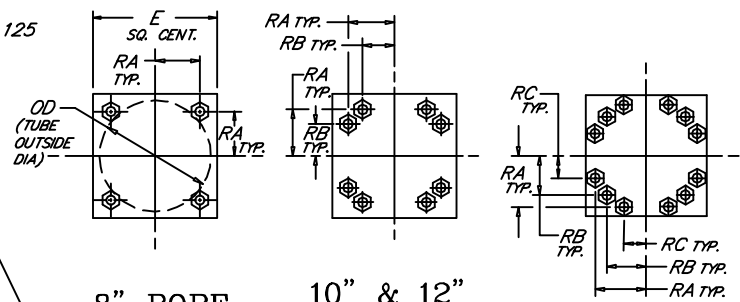 125
E
SQ. CENT.
RA
TYP.
OD
(TUBE
OUTSIDE
DIA)
RA
TYP.
8" BORE
RA TYP.
RB TYP.
RA
TYP.
RB
TYP.
10" & 12"
RC
TYP.
RA
TYP.
RB
TYP.
RC TYP.
RB TYP.
RA TYP.